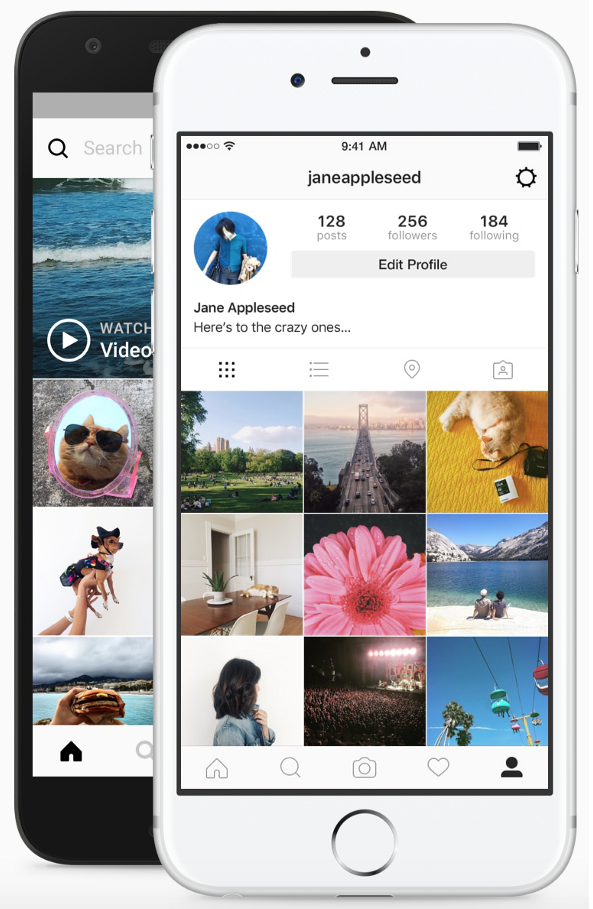 Search
WATCH
Video
9:41 AM
janeappleseed
128 256 184
posts followers following
Edit Profile
Jane Appleseed
Here's to the crazy ones...